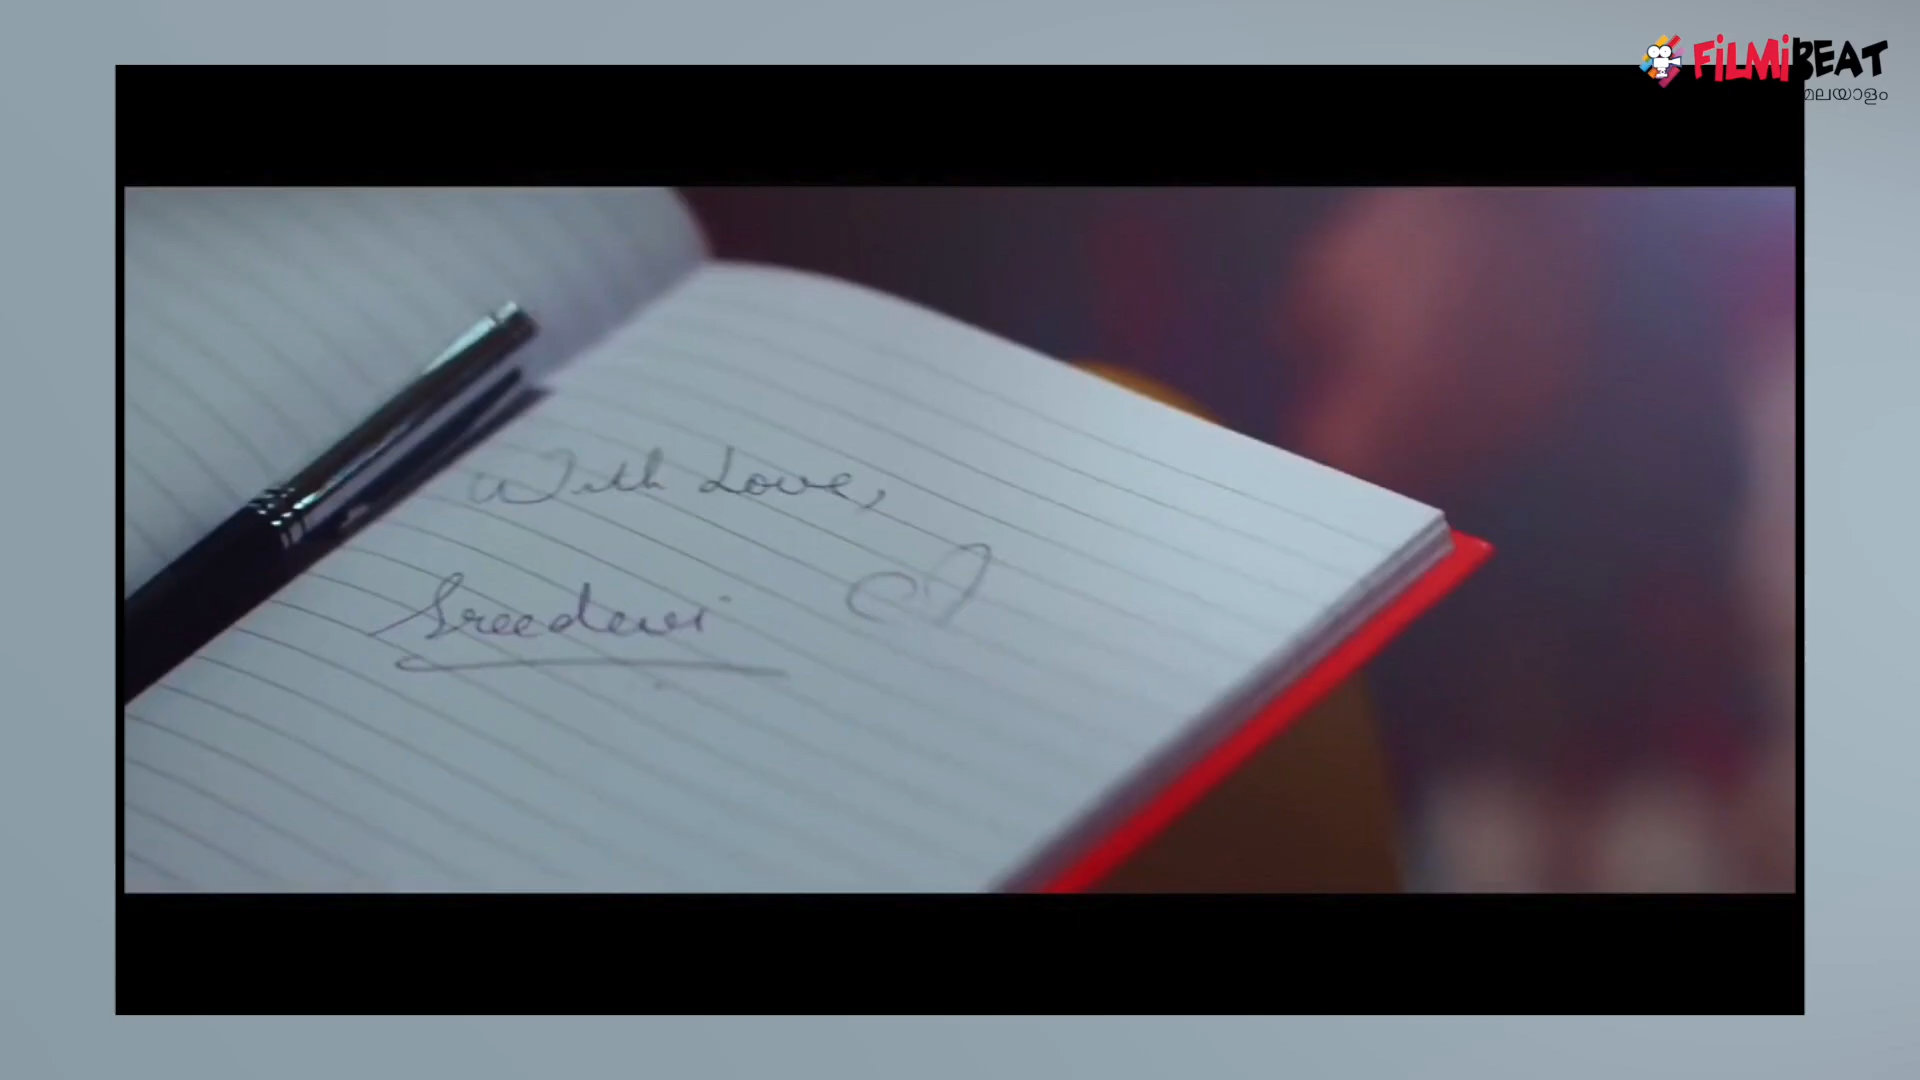 FiLMiBEAT
മലയാളം
With Love,
Sreedevi